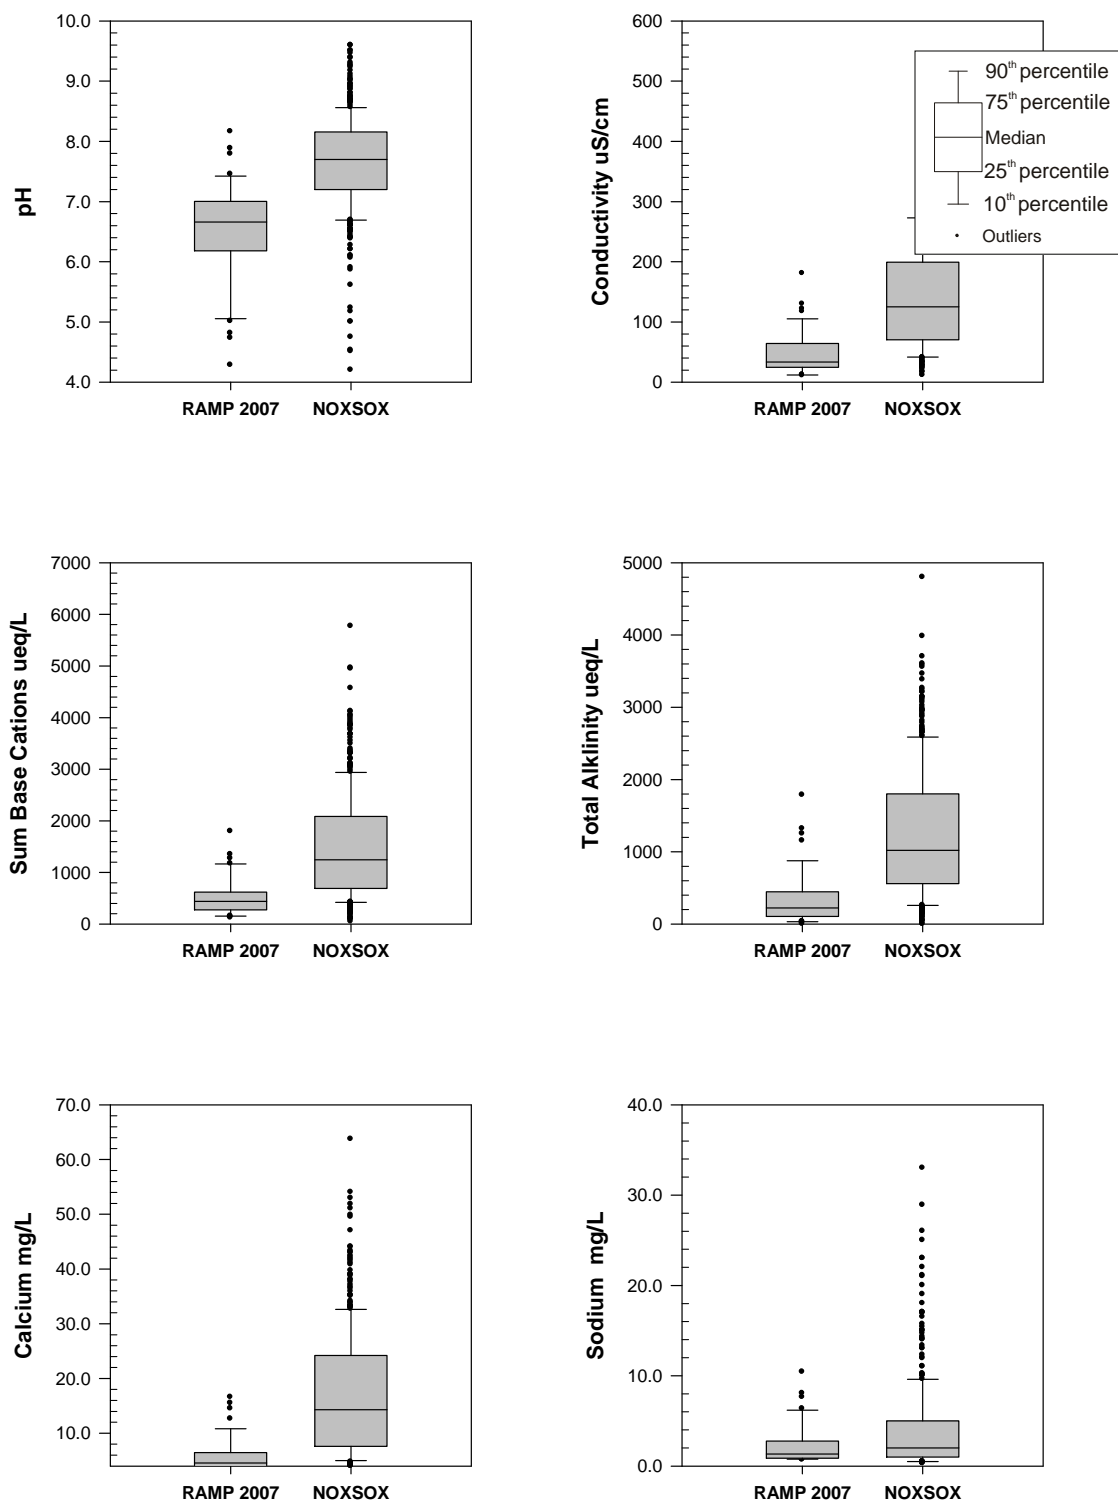 10.0
9.0
8.0
7.0
6.0
5.0
4.0
pH
RAMP 2007 NOXSOX
600
500
400
300
200
100
0
Conductivity uS/cm
RAMP 2007 NOXSOX
90th percentile
75th percentile
Median
25th percentile
10th percentile
Outliers
7000
6000
5000
4000
3000
2000
1000
0
Sum Base Cations ueq/L
RAMP 2007 NOXSOX
5000
4000
3000
2000
1000
0
Total Alklinity ueq/L
RAMP 2007 NOXSOX
70.0
60.0
50.0
40.0
30.0
20.0
10.0
Calcium mg/L
RAMP 2007 NOXSOX
40.0
30.0
20.0
10.0
0.0
Sodium mg/L
RAMP 2007 NOXSOX